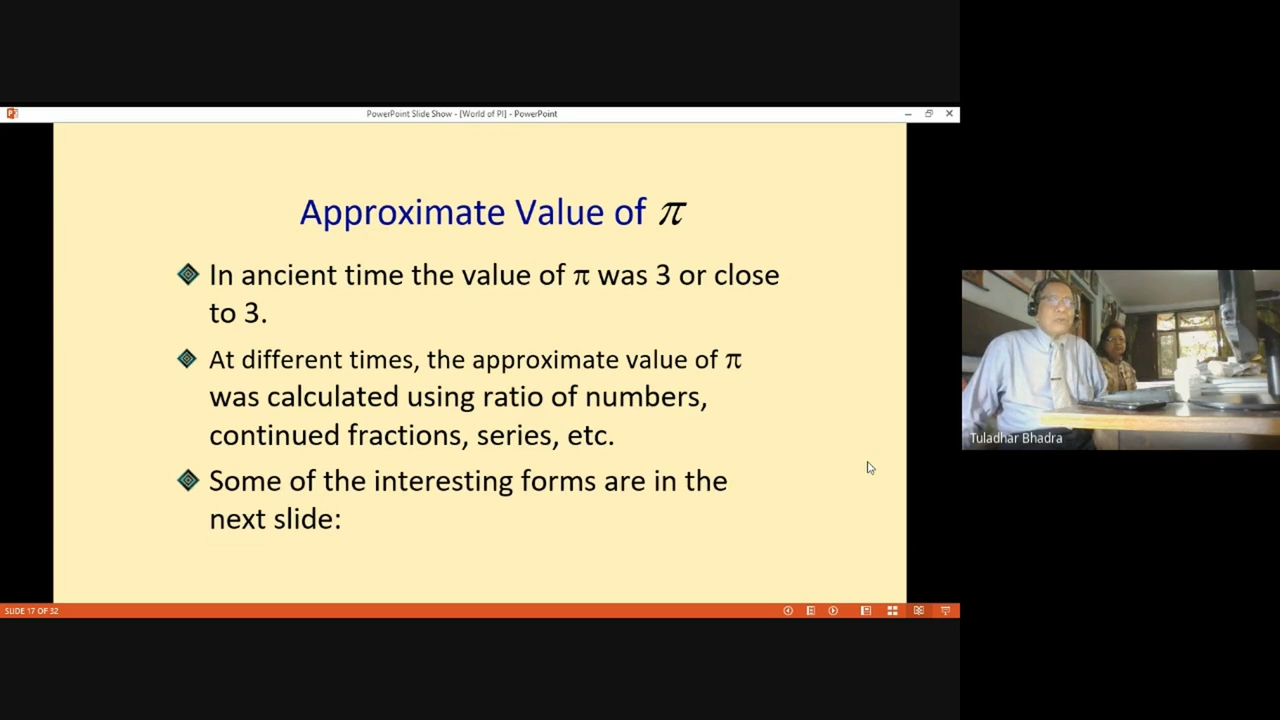 PowerPoint Slide Show - [World of PI] - PowerPoint
Approximate Value of π
In ancient time the value of π was 3 or close
to 3.
At different times, the approximate value of π
was calculated using ratio of numbers,
continued fractions, series, etc.
Some of the interesting forms are in the
next slide:
Tuladhar Bhadra
SLIDE 17 OF 32